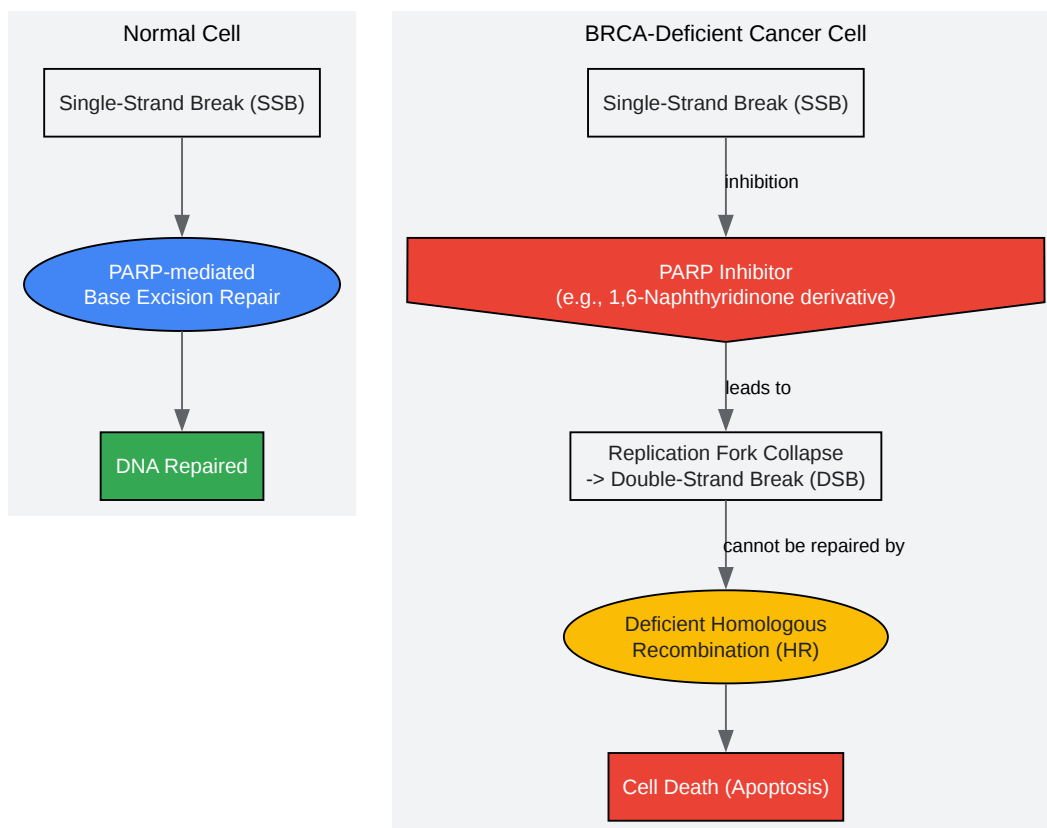 Normal Cell
Single-Strand Break (SSB)
PARP-mediated
Base Excision Repair
DNA Repaired
BRCA-Deficient Cancer Cell
Single-Strand Break (SSB)
inhibition
PARP Inhibitor
(e.g., 1,6-Naphthyridinone derivative)
leads to
Replication Fork Collapse
-> Double-Strand Break (DSB)
cannot be repaired by
Deficient Homologous
Recombination (HR)
Cell Death (Apoptosis)